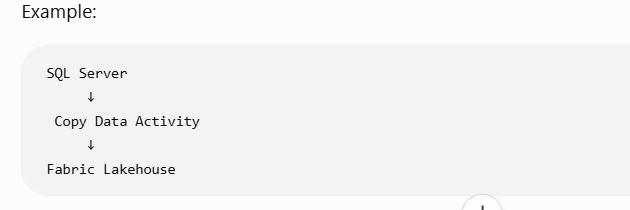 Example:
SQL Server
↓
Copy Data Activity
↓
Fabric Lakehouse